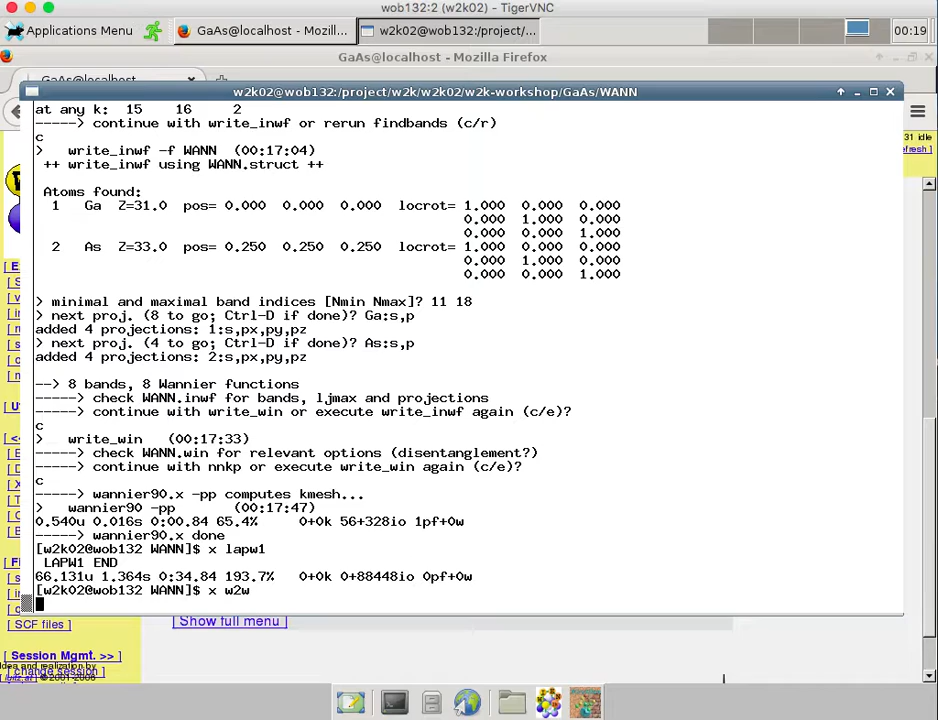 wob132:2 (w2k02) - TigerVNC
Applications Menu
GaAs@localhost - Mozilla...
w2k02@wob132:/project/...
00:19
GaAs@localhost - Mozilla Firefox
GaAs@localhost
w2k02@wob132:/project/w2k/w2k02/w2k-workshop/GaAs/WANN
at any k:  15     16     2
-----> continue with write_inwf or rerun findbands (c/r)
c
>    write_inwf -f WANN  (00:17:04)
++ write_inwf using WANN.struct ++
Atoms found:
1   Ga  Z=31.0  pos= 0.000  0.000  0.000  locrot= 1.000  0.000  0.000
0.000  1.000  0.000
0.000  0.000  1.000
2   As  Z=33.0  pos= 0.250  0.250  0.250  locrot= 1.000  0.000  0.000
0.000  1.000  0.000
0.000  0.000  1.000
> minimal and maximal band indices [Nmin Nmax]? 11 18
> next proj. (8 to go; Ctrl-D if done)? Ga:s,p
added 4 projections: 1:s,px,py,pz
> next proj. (4 to go; Ctrl-D if done)? As:s,p
added 4 projections: 2:s,px,py,pz
--> 8 bands, 8 Wannier functions
-----> check WANN.inwf for bands, ljmax and projections
-----> continue with write_win or execute write_inwf again (c/e)?
c
>    write_win   (00:17:33)
-----> check WANN.win for relevant options (disentanglement?)
-----> continue with nnkp or execute write_win again (c/e)?
c
-----> wannier90.x -pp computes kmesh...
>    wannier90 -pp      (00:17:47)
0.540u 0.016s 0:00.84 65.4%    0+0k 56+328io 1pf+0w
-----> wannier90.x done
[w2k02@wob132 WANN]$ x lapw1
LAPW1 END
66.131u 1.364s 0:34.84 193.7%   0+0k 0+88448io 0pf+0w
[w2k02@wob132 WANN]$ x w2w
[ SCF files ]
[ Show full menu ]
Session Mgmt. >> ]
[ change session ]
Idea and realization by